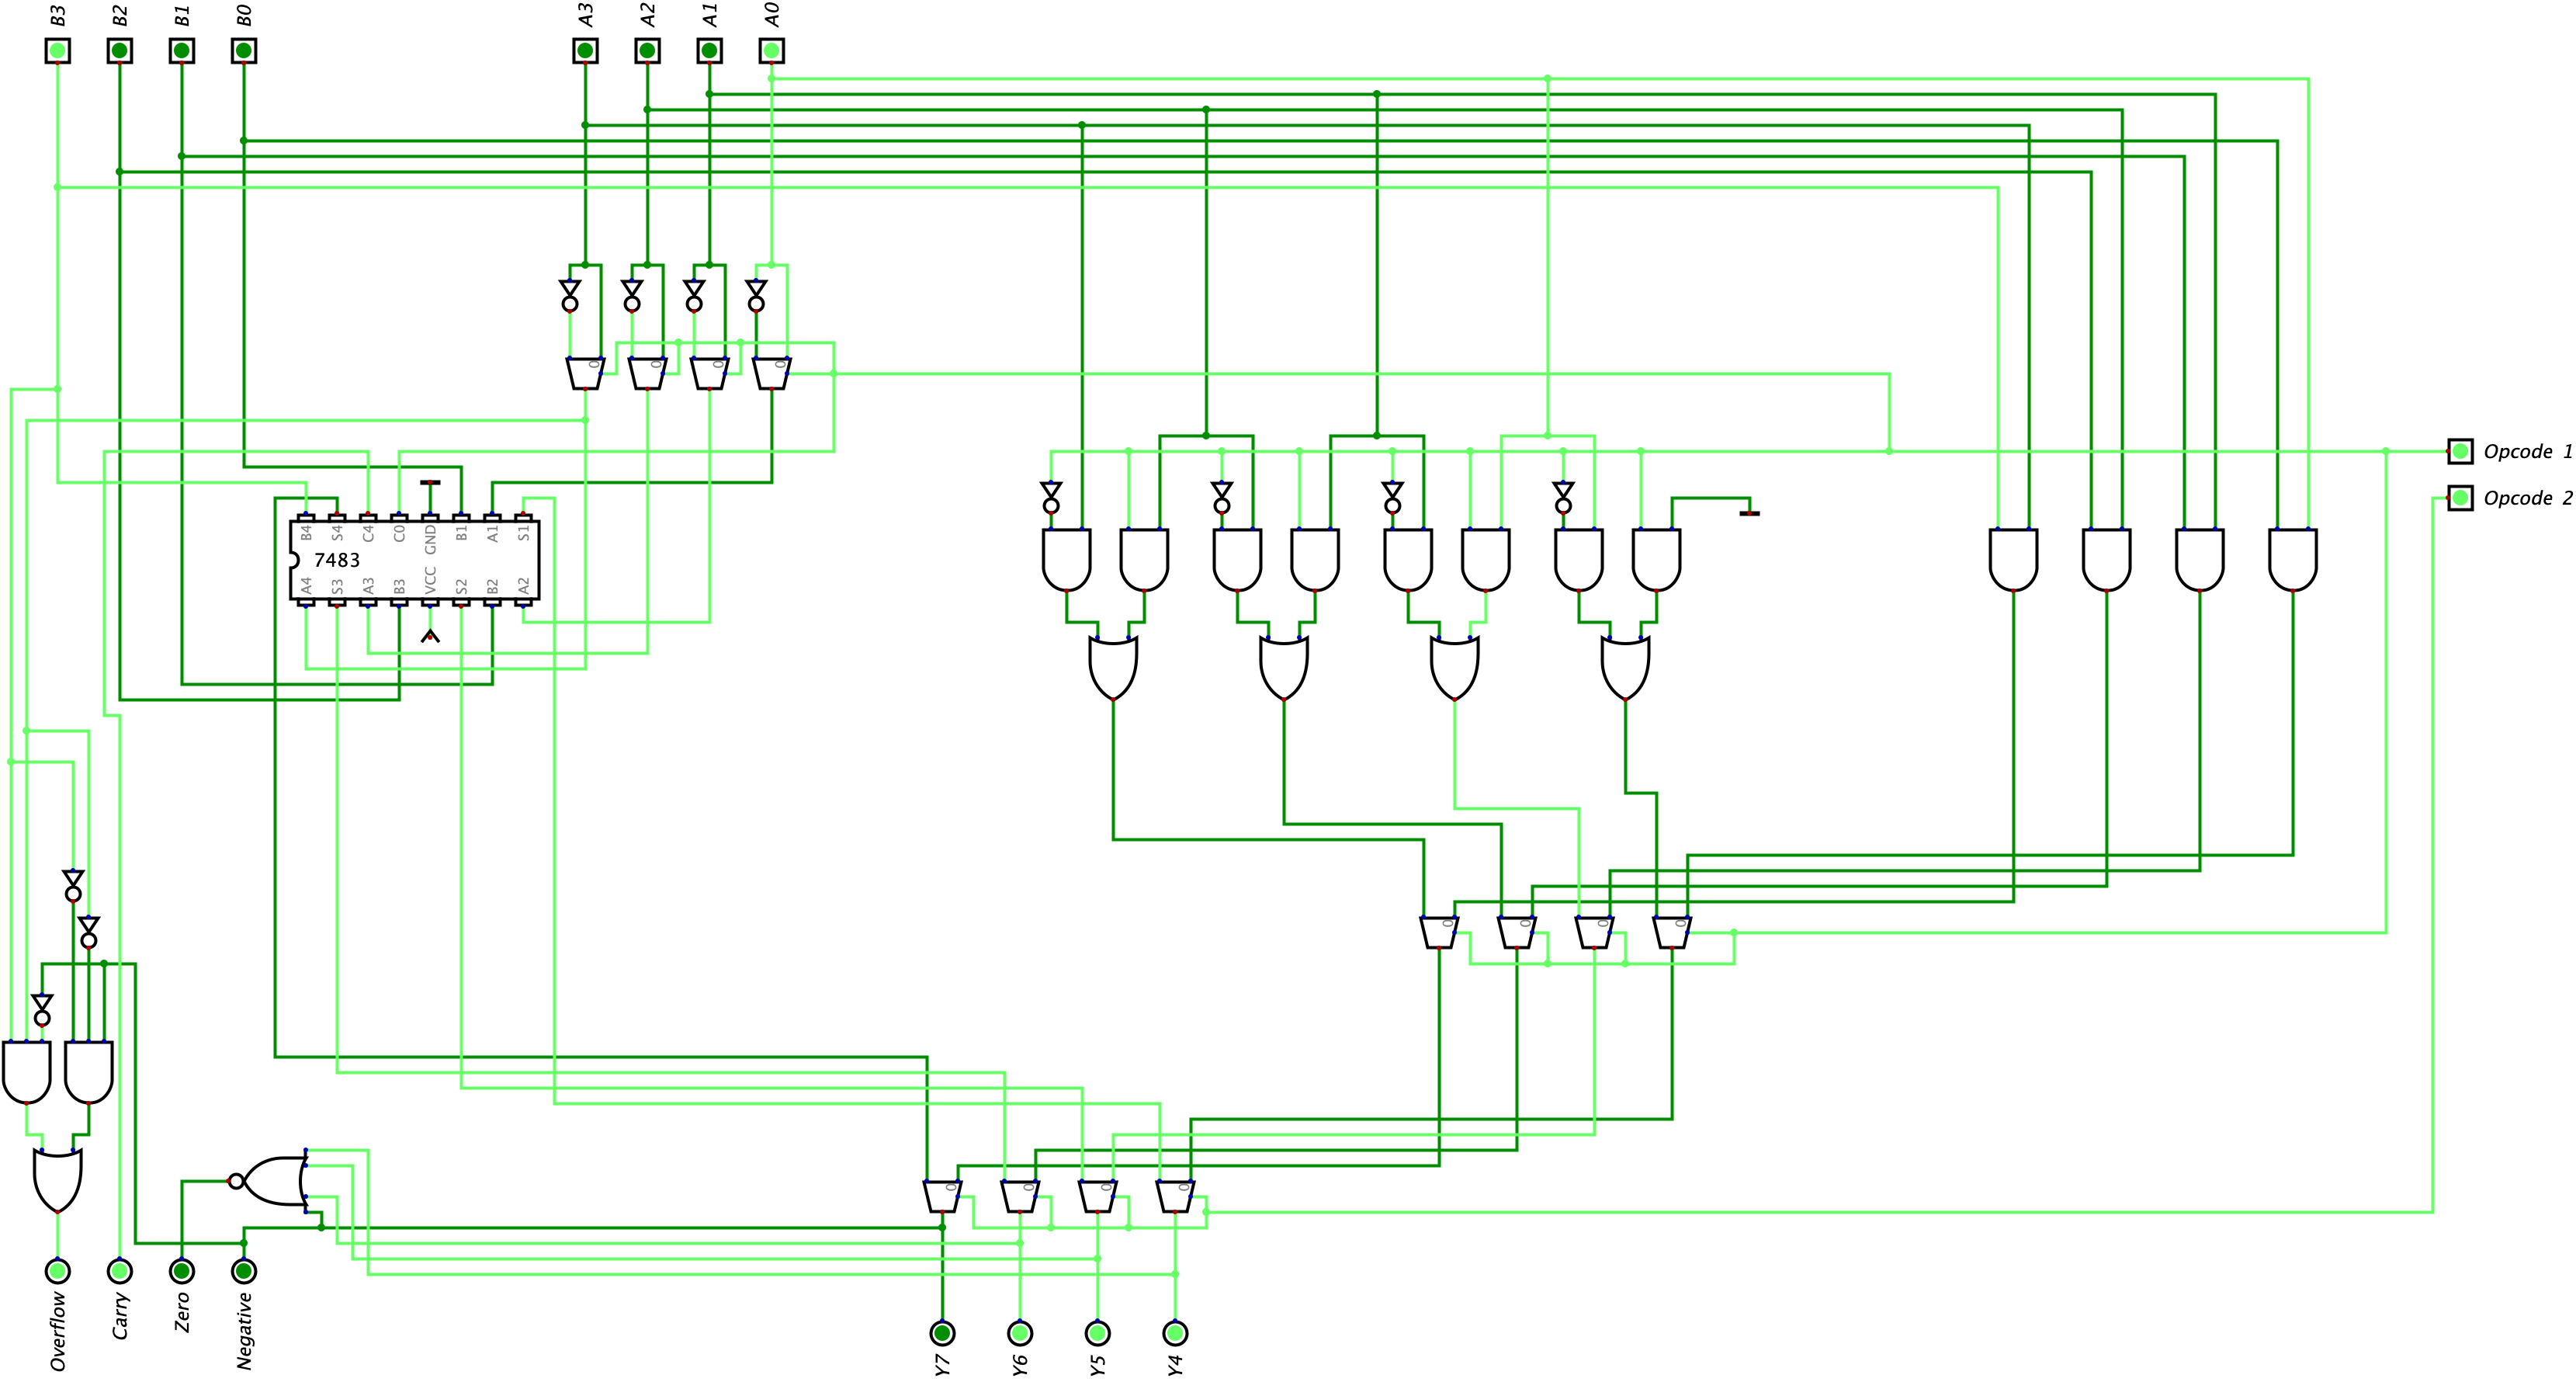 B3
B2
B1
B0
A3
A2
A1
A0
0
0
0
0
Opcode 1
Opcode 2
B4
S4
C4
C0
GND
B1
A1
S1
7483
A4
S3
A3
B3
VCC
S2
B2
A2
0
0
0
0
0
0
0
0
Overflow
Carry
Zero
Negative
Y7
Y6
Y5
Y4